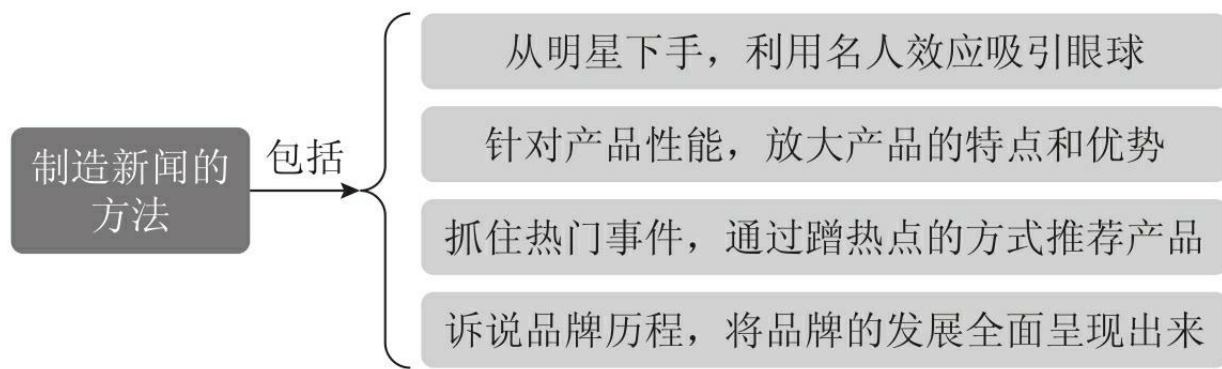 制造新闻的
方法
包括
从明星下手，利用名人效应吸引眼球
针对产品性能，放大产品的特点和优势
抓住热门事件，通过蹭热点的方式推荐产品
诉说品牌历程，将品牌的发展全面呈现出来